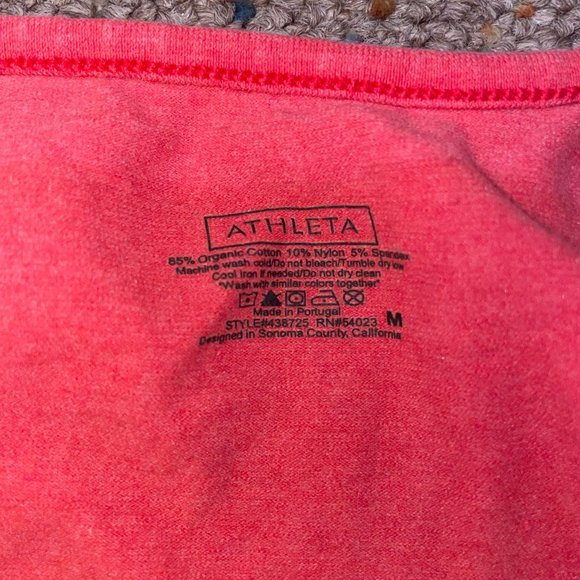 ATHLETA
85% Organic Cotton 10% Nylon 5% Spandex
Machine wash cold/Do not bleach/Tumble dry low
Cool Iron if needed/Do not dry clean
"Wash with similar colors together"
Made in Portugal
STYLE#438725 RN#54023 M
Designed in Sonoma County, California